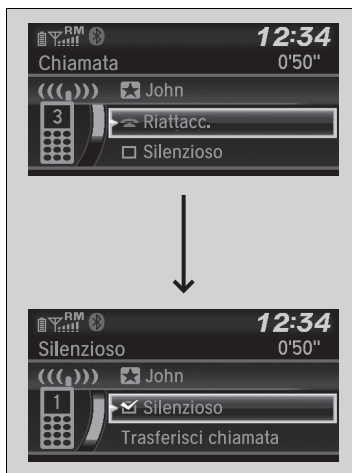 RM 12:34
Chiamata 0'50"
John
3 Riattacc.
Silenzioso
RM 12:34
Silenzioso 0'50"
John
1 Silenzioso
Trasferisci chiamata